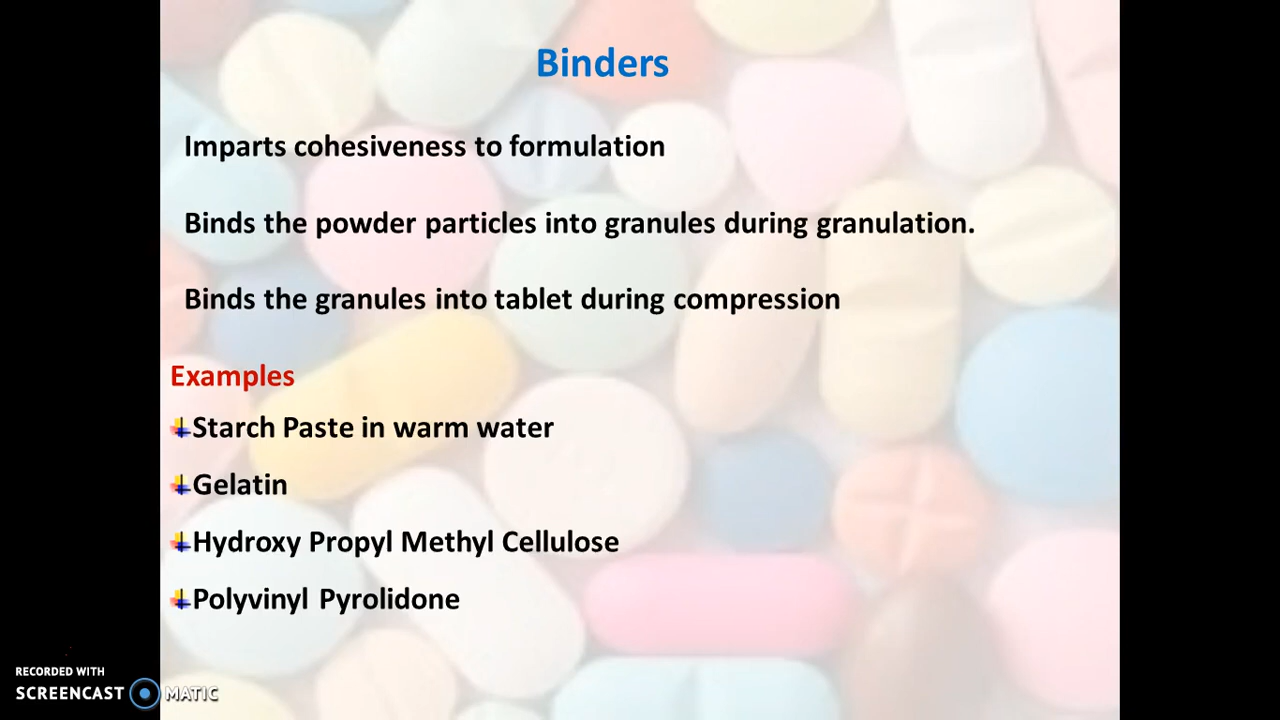 Binders
Imparts cohesiveness to formulation
Binds the powder particles into granules during granulation.
Binds the granules into tablet during compression
Examples
Starch Paste in warm water
Gelatin
Hydroxy Propyl Methyl Cellulose
Polyvinyl Pyrolidone
RECORDED WITH
SCREENCAST MATIC